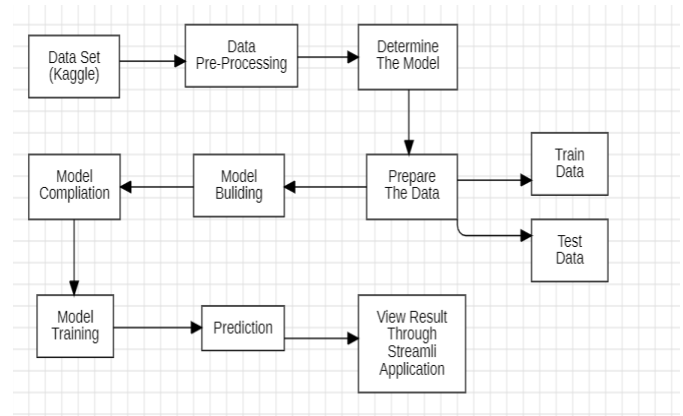 Data Set
(Kaggle)
Data
Pre-Processing
Determine
The Model
Model
Compliation
Model
Buliding
Prepare
The Data
Train
Data
Test
Data
Model
Training
Prediction
View Result
Through
Streamli
Application